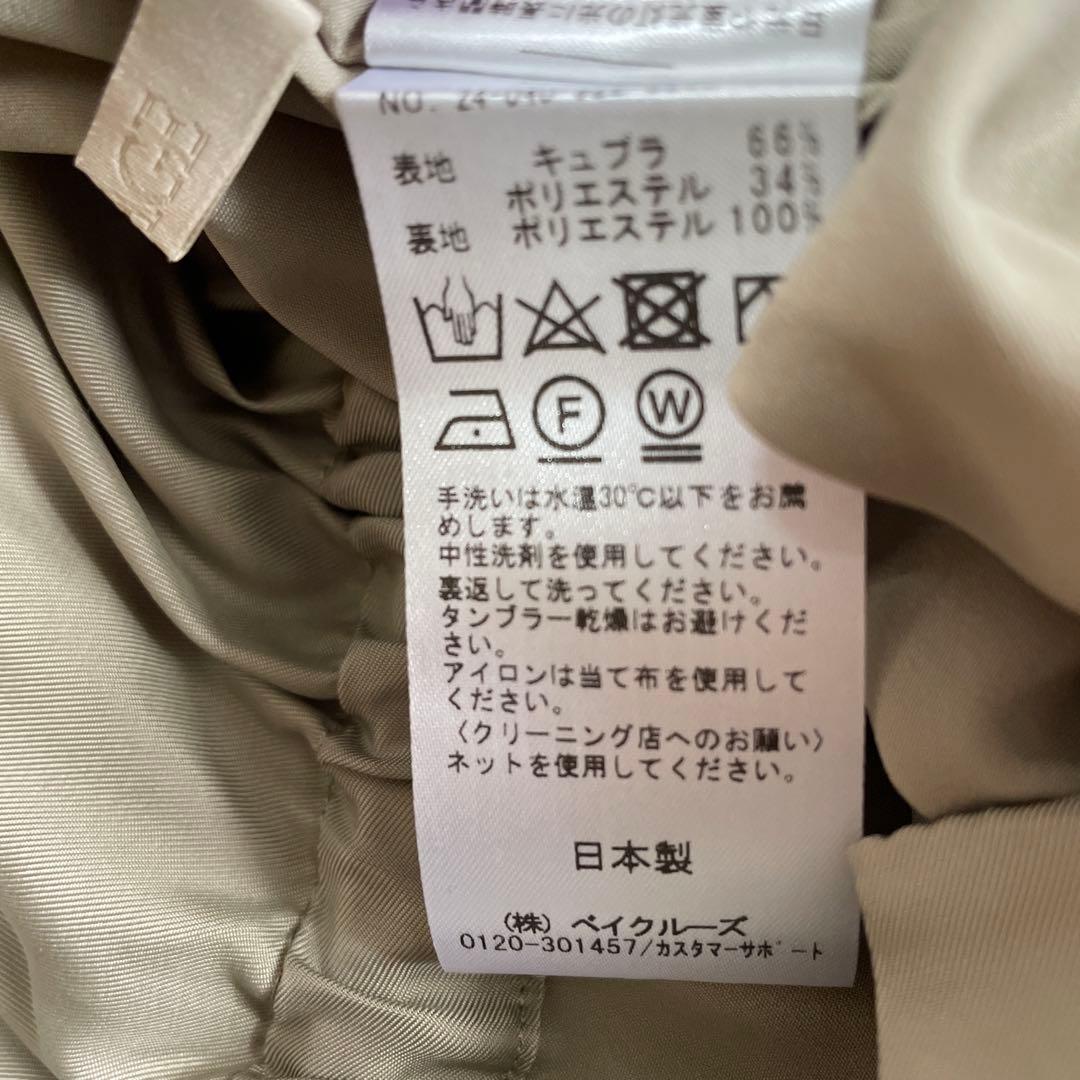 NO. 24-040
表地 キュプラ 66%
ポリエステル 34%
裏地 ポリエステル 100%
F
W
手洗いは水温30℃以下をお薦
めします。
中性洗剤を使用してください。
裏返して洗ってください。
タンブラー乾燥はお避けくだ
さい。
アイロンは当て布を使用して
ください。
〈クリーニング店へのお願い〉
ネットを使用してください。
日本製
(株) ベイクルーズ
0120-301457/カスタマーサポート